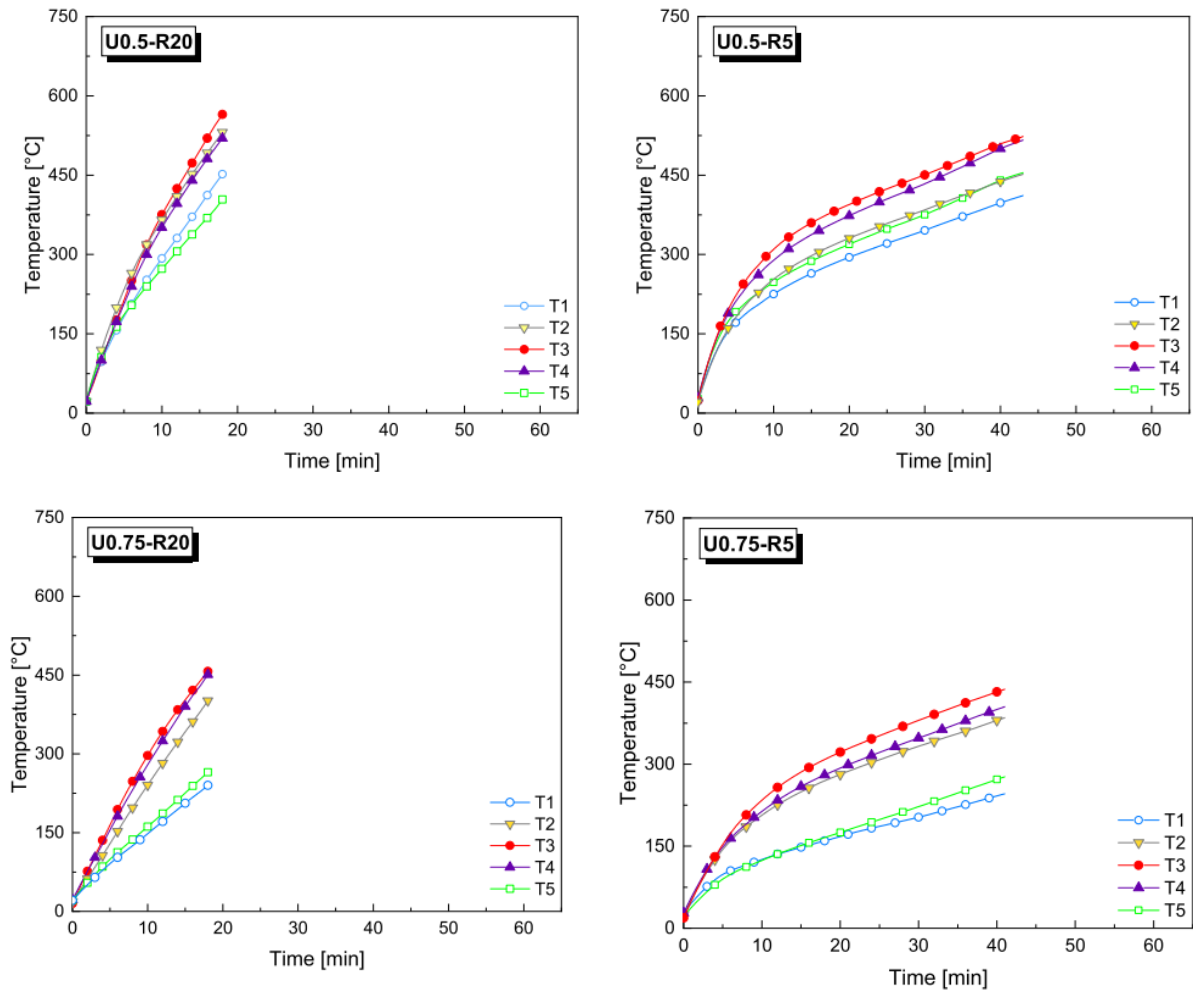 U0.5-R20
Temperature [°C]
750
600
450
300
150
0
0 10 20 30 40 50 60
Time [min]
T1
T2
T3
T4
T5
U0.5-R5
Temperature [°C]
750
600
450
300
150
0
0 10 20 30 40 50 60
Time [min]
T1
T2
T3
T4
T5
U0.75-R20
Temperature [°C]
750
600
450
300
150
0
0 10 20 30 40 50 60
Time [min]
T1
T2
T3
T4
T5
U0.75-R5
Temperature [°C]
750
600
450
300
150
0
0 10 20 30 40 50 60
Time [min]
T1
T2
T3
T4
T5